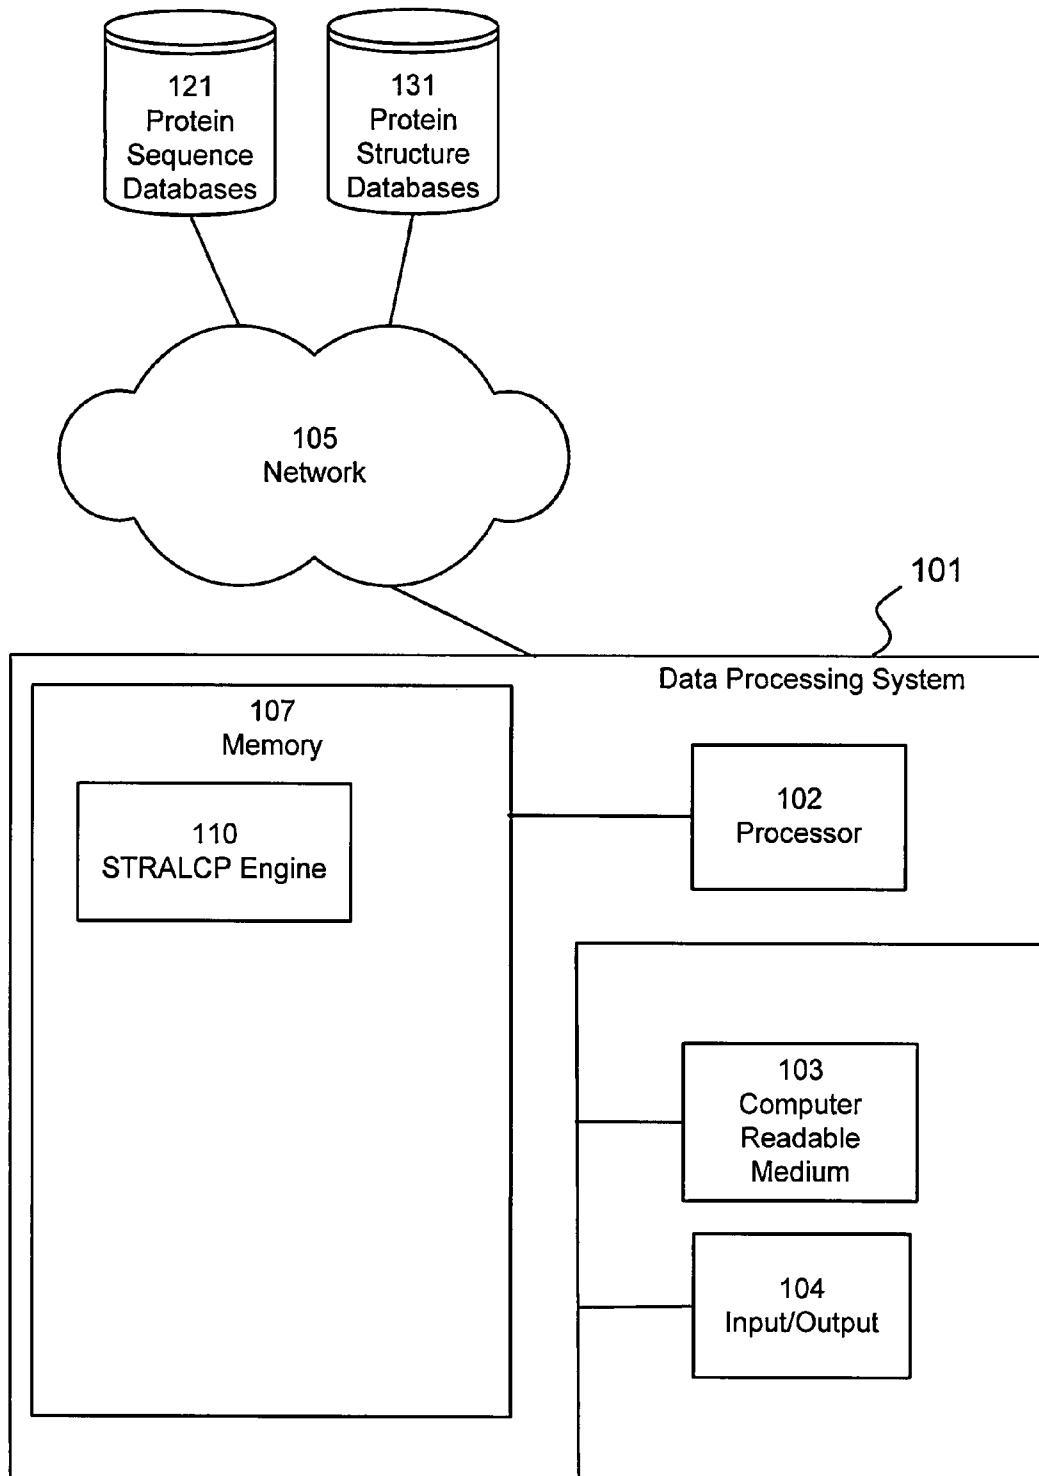 121
Protein
Sequence
Databases
131
Protein
Structure
Databases
105
Network
101
Data Processing System
107
Memory
110
STRALCP Engine
102
Processor
103
Computer
Readable
Medium
104
Input/Output